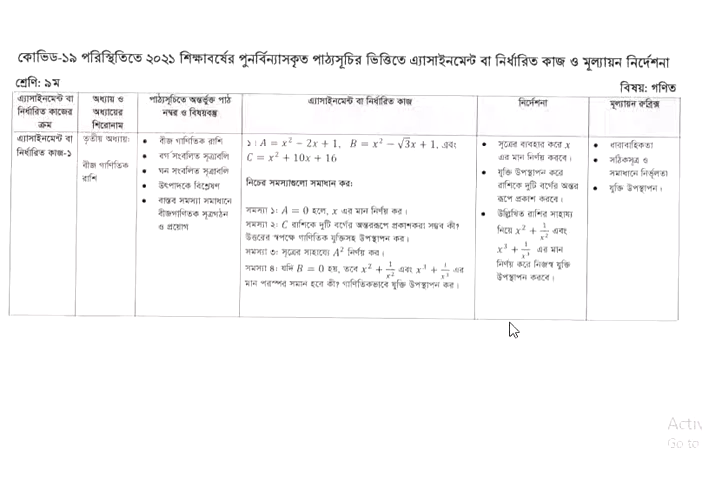 কোভিড-১৯ পরিস্থিতিতে ২০২১ শিক্ষাবর্ষের পুনর্বিন্যাসকৃত পাঠ্যসূচির ভিত্তিতে এ্যাসাইনমেন্ট বা নির্ধারিত কাজ ও মূল্যায়ন নির্দেশনা
শ্রেণি: ৯ম
বিষয়: গণিত
এ্যাসাইনমেন্ট বা
নির্ধারিত কাজের
ক্রম
অধ্যায় ও
অধ্যায়ের
শিরোনাম
পাঠ্যসূচিতে অন্তর্ভুক্ত পাঠ
নম্বর ও বিষয়বস্তু
এ্যাসাইনমেন্ট বা নির্ধারিত কাজ
নির্দেশনা
মূল্যায়ন রুব্রিক্স
এ্যাসাইনমেন্ট বা
নির্ধারিত কাজ-১
তৃতীয় অধ্যায়:
বীজ গাণিতিক
রাশি
• বীজ গাণিতিক রাশি
• বর্গ সংবলিত সূত্রাবলি
• ঘন সংবলিত সূত্রাবলি
• উৎপাদকে বিশ্লেষণ
• বাস্তব সমস্যা সমাধানে
বীজগাণিতক সূত্রগঠন
ও প্রয়োগ
১ : A = x² − 2x + 1, B = x² − √3x + 1, এবং
C = x² + 10x + 16
নিচের সমস্যাগুলো সমাধান কর:
সমস্যা ১: A = 0 হলে, x এর মান নির্ণয় কর।
সমস্যা ২: C রাশিকে দুটি বর্গের অন্তররূপে প্রকাশকরা সম্ভব কী?
উত্তরের স্বপক্ষে গাণিতিক যুক্তিসহ উপস্থাপন কর।
সমস্যা ৩: সূত্রের সাহায্যে A² নির্ণয় কর।
সমস্যা ৪: যদি B = 0 হয়, তবে x² + 1/x² এবং x³ + 1/x³ এর
মান পরস্পর সমান হবে কী? গাণিতিকভাবে যুক্তি উপস্থাপন কর।
• সূত্রের ব্যবহার করে x
এর মান নির্ণয় করবে।
• যুক্তি উপস্থাপন করে
রাশিকে দুটি বর্গের অন্তর
রূপে প্রকাশ করবে।
• উল্লিখিত রাশির সাহায্য
নিয়ে x² + 1/x² এবং
x³ + 1/x³ এর মান
নির্ণয় করে নিজস্ব যুক্তি
উপস্থাপন করবে।
• ধারাবাহিকতা
• সঠিকসূত্র ও
সমাধানে নির্ভুলতা
• যুক্তি উপস্থাপন।
Activ
Go to